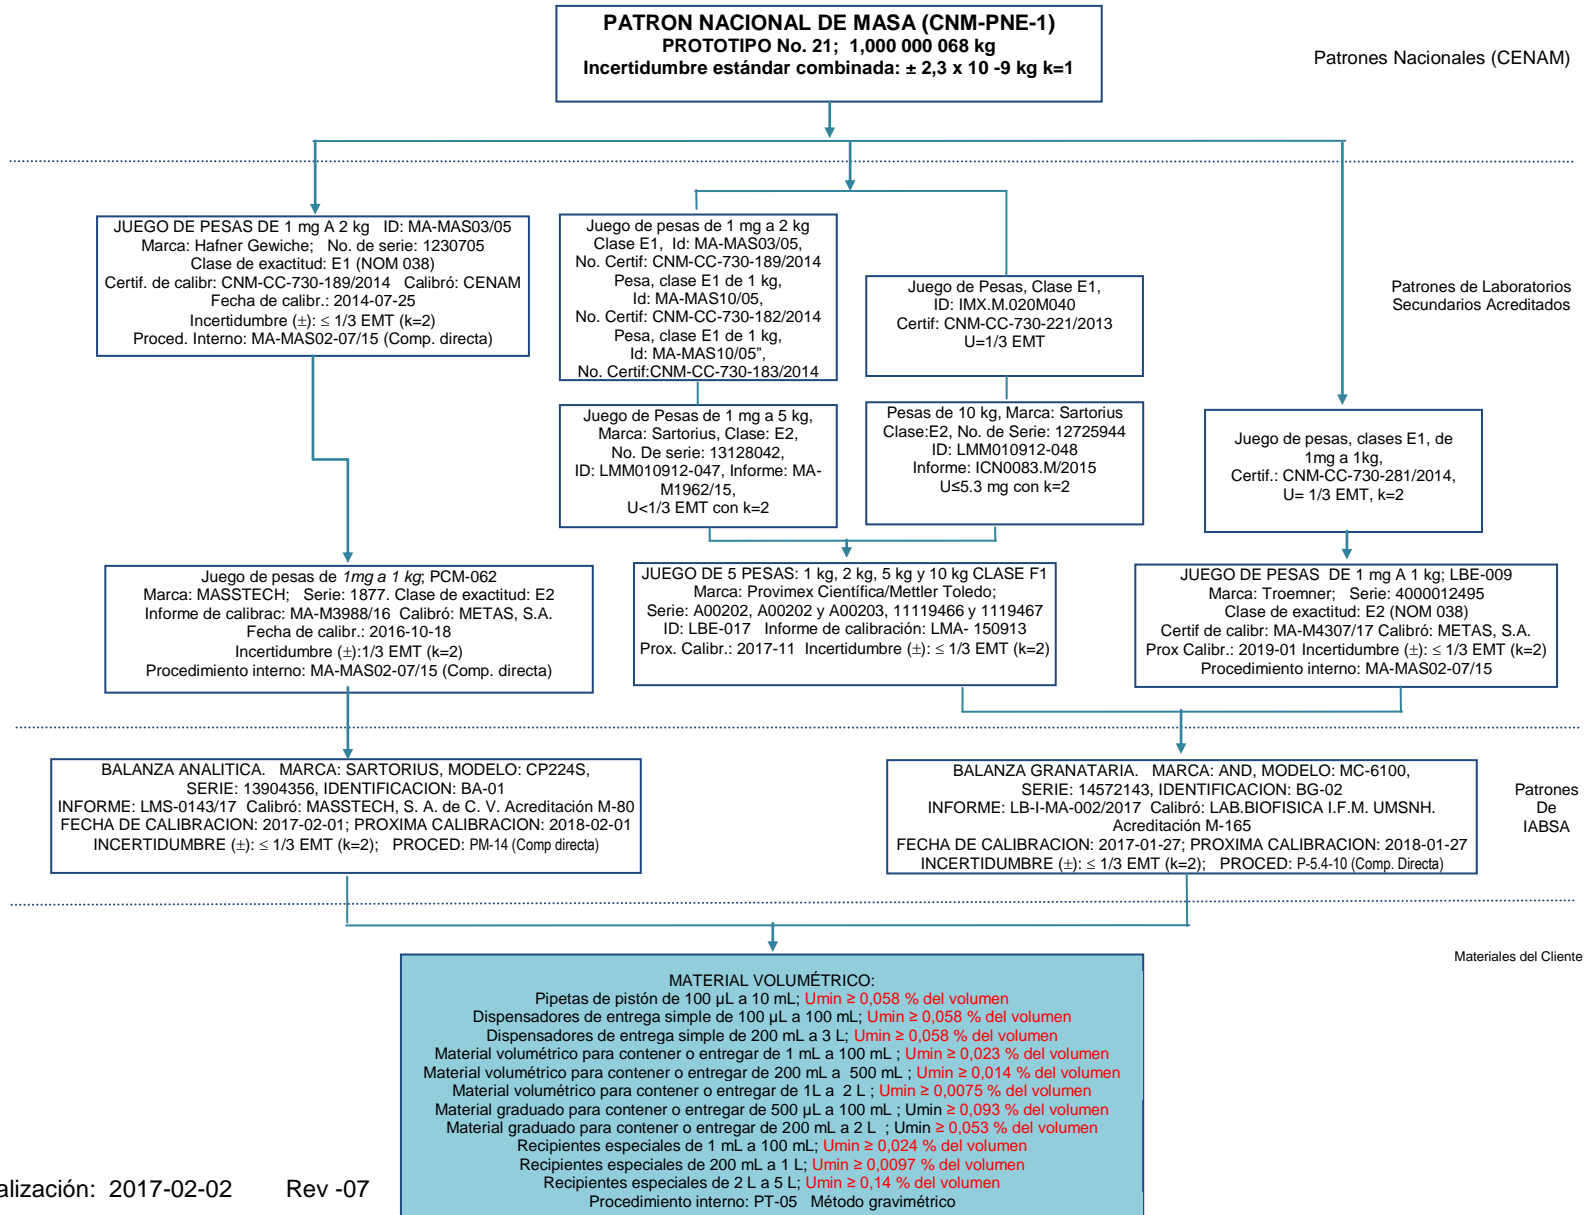 PATRON NACIONAL DE MASA (CNM-PNE-1)
PROTOTIPO No. 21; 1,000 000 068 kg
Incertidumbre estándar combinada: ± 2,3 x 10 -9 kg k=1
Patrones Nacionales (CENAM)
JUEGO DE PESAS DE 1 mg A 2 kg ID: MA-MAS03/05
Marca: Hafner Gewiche; No. de serie: 1230705
Clase de exactitud: E1 (NOM 038)
Certif. de calibr: CNM-CC-730-189/2014 Calibró: CENAM
Fecha de calibr.: 2014-07-25
Incertidumbre (±): ≤ 1/3 EMT (k=2)
Proced. Interno: MA-MAS02-07/15 (Comp. directa)
Juego de pesas de 1 mg a 2 kg
Clase E1, Id: MA-MAS03/05,
No. Certif: CNM-CC-730-189/2014
Pesa, clase E1 de 1 kg,
Id: MA-MAS10/05,
No. Certif: CNM-CC-730-182/2014
Pesa, clase E1 de 1 kg,
Id: MA-MAS10/05”,
No. Certif:CNM-CC-730-183/2014
Juego de Pesas, Clase E1,
ID: IMX.M.020M040
Certif: CNM-CC-730-221/2013
U=1/3 EMT
Patrones de Laboratorios
Secundarios Acreditados
Juego de Pesas de 1 mg a 5 kg,
Marca: Sartorius, Clase: E2,
No. De serie: 13128042,
ID: LMM010912-047, Informe: MA-
M1962/15,
U<1/3 EMT con k=2
Pesas de 10 kg, Marca: Sartorius
Clase:E2, No. de Serie: 12725944
ID: LMM010912-048
Informe: ICN0083.M/2015
U≤5.3 mg con k=2
Juego de pesas, clases E1, de
1mg a 1kg,
Certif.: CNM-CC-730-281/2014,
U= 1/3 EMT, k=2
Juego de pesas de 1mg a 1 kg; PCM-062
Marca: MASSTECH; Serie: 1877. Clase de exactitud: E2
Informe de calibrac: MA-M3988/16 Calibró: METAS, S.A.
Fecha de calibr.: 2016-10-18
Incertidumbre (±):1/3 EMT (k=2)
Procedimiento interno: MA-MAS02-07/15 (Comp. directa)
JUEGO DE 5 PESAS: 1 kg, 2 kg, 5 kg y 10 kg CLASE F1
Marca: Provimex Científica/Mettler Toledo;
Serie: A00202, A00202 y A00203, 11119466 y 1119467
ID: LBE-017 Informe de calibración: LMA- 150913
Prox. Calibr.: 2017-11 Incertidumbre (±): ≤ 1/3 EMT (k=2)
JUEGO DE PESAS DE 1 mg A 1 kg; LBE-009
Marca: Troemner; Serie: 4000012495
Clase de exactitud: E2 (NOM 038)
Certif de calibr: MA-M4307/17 Calibró: METAS, S.A.
Prox Calibr.: 2019-01 Incertidumbre (±): ≤ 1/3 EMT (k=2)
Procedimiento interno: MA-MAS02-07/15
BALANZA ANALITICA. MARCA: SARTORIUS, MODELO: CP224S,
SERIE: 13904356, IDENTIFICACION: BA-01
INFORME: LMS-0143/17 Calibró: MASSTECH, S. A. de C. V. Acreditación M-80
FECHA DE CALIBRACION: 2017-02-01; PROXIMA CALIBRACION: 2018-02-01
INCERTIDUMBRE (±): ≤ 1/3 EMT (k=2); PROCED: PM-14 (Comp directa)
BALANZA GRANATARIA. MARCA: AND, MODELO: MC-6100,
SERIE: 14572143, IDENTIFICACION: BG-02
INFORME: LB-I-MA-002/2017 Calibró: LAB.BIOFISICA I.F.M. UMSNH.
Acreditación M-165
FECHA DE CALIBRACION: 2017-01-27; PROXIMA CALIBRACION: 2018-01-27
INCERTIDUMBRE (±): ≤ 1/3 EMT (k=2); PROCED: P-5.4-10 (Comp. Directa)
Patrones
De
IABSA
Materiales del Cliente
MATERIAL VOLUMÉTRICO:
Pipetas de pistón de 100 µL a 10 mL; Umin ≥ 0,058 % del volumen
Dispensadores de entrega simple de 100 µL a 100 mL; Umin ≥ 0,058 % del volumen
Dispensadores de entrega simple de 200 mL a 3 L; Umin ≥ 0,058 % del volumen
Material volumétrico para contener o entregar de 1 mL a 100 mL ; Umin ≥ 0,023 % del volumen
Material volumétrico para contener o entregar de 200 mL a 500 mL ; Umin ≥ 0,014 % del volumen
Material volumétrico para contener o entregar de 1L a 2 L ; Umin ≥ 0,0075 % del volumen
Material graduado para contener o entregar de 500 µL a 100 mL ; Umin ≥ 0,093 % del volumen
Material graduado para contener o entregar de 200 mL a 2 L ; Umin ≥ 0,053 % del volumen
Recipientes especiales de 1 mL a 100 mL; Umin ≥ 0,024 % del volumen
Recipientes especiales de 200 mL a 1 L; Umin ≥ 0,0097 % del volumen
Recipientes especiales de 2 L a 5 L; Umin ≥ 0,14 % del volumen
Procedimiento interno: PT-05 Método gravimétrico
alización: 2017-02-02 Rev -07